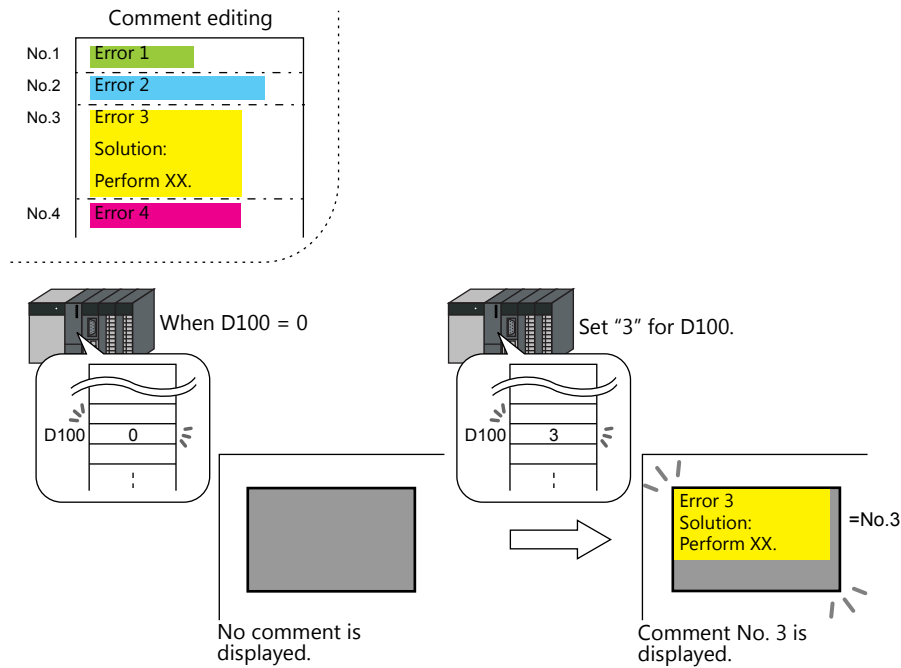 Comment editing
No.1 Error 1
No.2 Error 2
No.3 Error 3
Solution:
Perform XX.
No.4 Error 4
When D100 = 0
D100 0
No comment is
displayed.
Set “3” for D100.
D100 3
Error 3
Solution:
Perform XX.
=No.3
Comment No. 3 is
displayed.